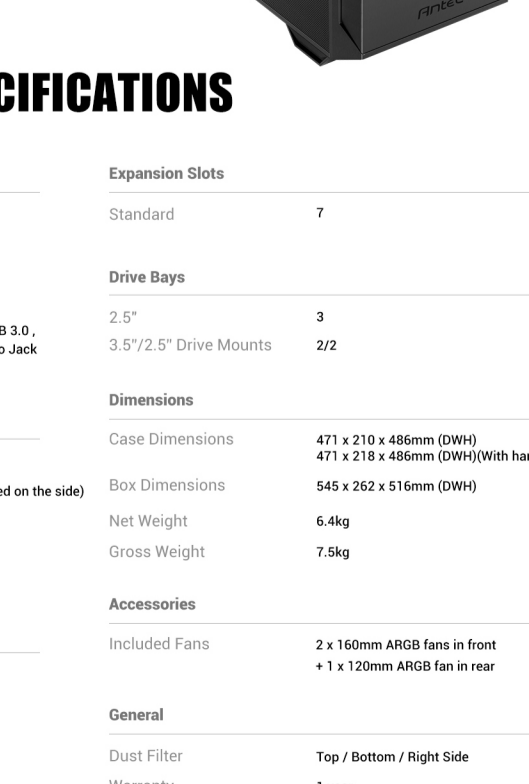 Antec
CIFICATIONS
B 3.0 ,
o Jack
ed on the side)
Expansion Slots
Standard 7
Drive Bays
2.5" 3
3.5"/2.5" Drive Mounts 2/2
Dimensions
Case Dimensions 471 x 210 x 486mm (DWH)
471 x 218 x 486mm (DWH)(With har
Box Dimensions 545 x 262 x 516mm (DWH)
Net Weight 6.4kg
Gross Weight 7.5kg
Accessories
Included Fans 2 x 160mm ARGB fans in front
+ 1 x 120mm ARGB fan in rear
General
Dust Filter Top / Bottom / Right Side
Warranty